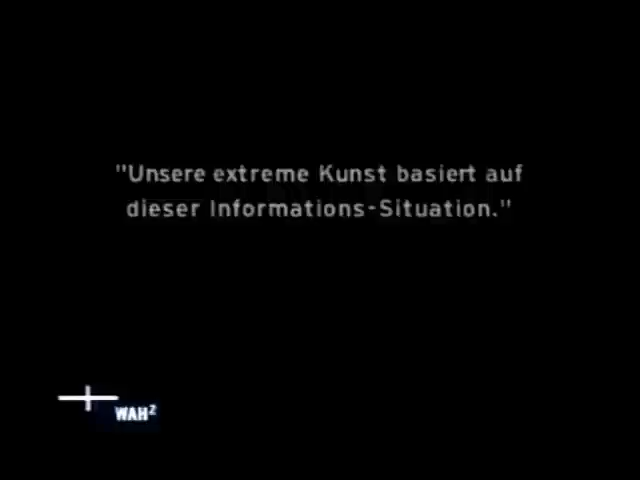 "Unsere extreme Kunst basiert auf
dieser Informations-Situation."
WAH²